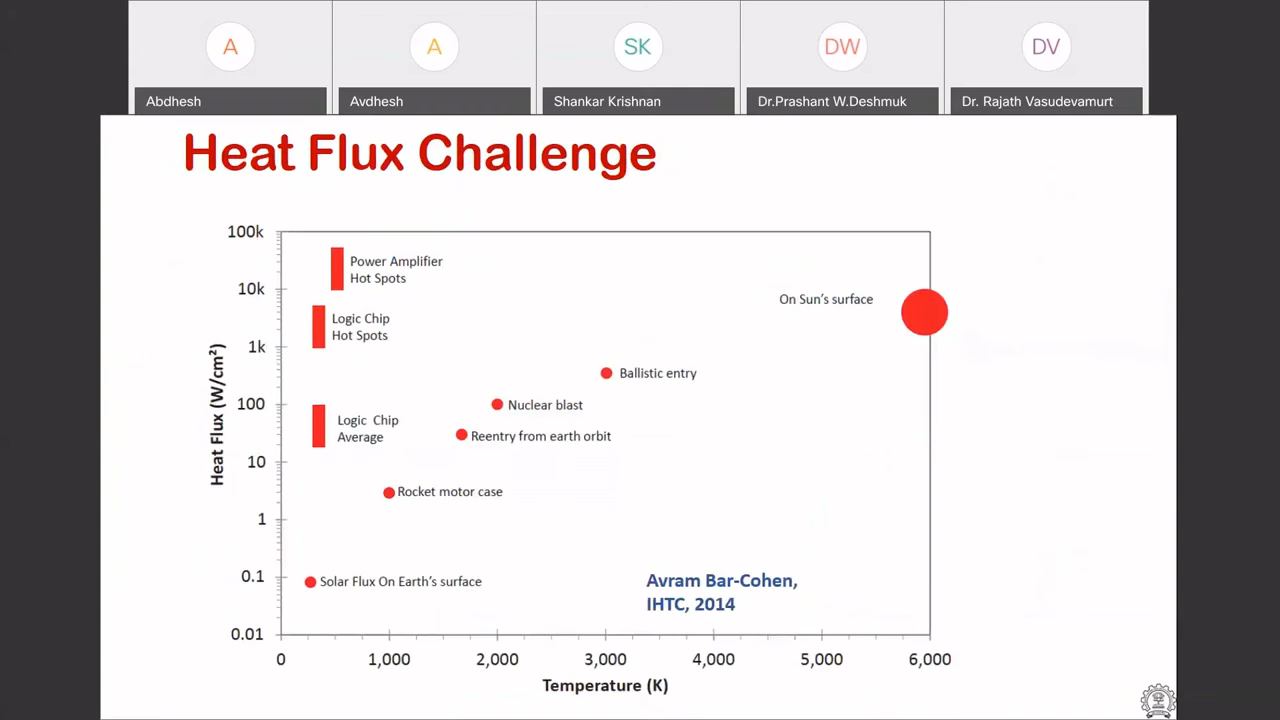 A
A
SK
DW
DV
Abdhesh
Avdhesh
Shankar Krishnan
Dr.Prashant W.Deshmuk
Dr. Rajath Vasudevamurt
Heat Flux Challenge
100k
10k
1k
100
10
1
0.1
0.01
Heat Flux (W/cm²)
Power Amplifier
Hot Spots
Logic Chip
Hot Spots
On Sun's surface
Ballistic entry
Nuclear blast
Logic Chip
Average
Reentry from earth orbit
Rocket motor case
Solar Flux On Earth's surface
Avram Bar-Cohen,
IHTC, 2014
0
1,000
2,000
3,000
4,000
5,000
6,000
Temperature (K)